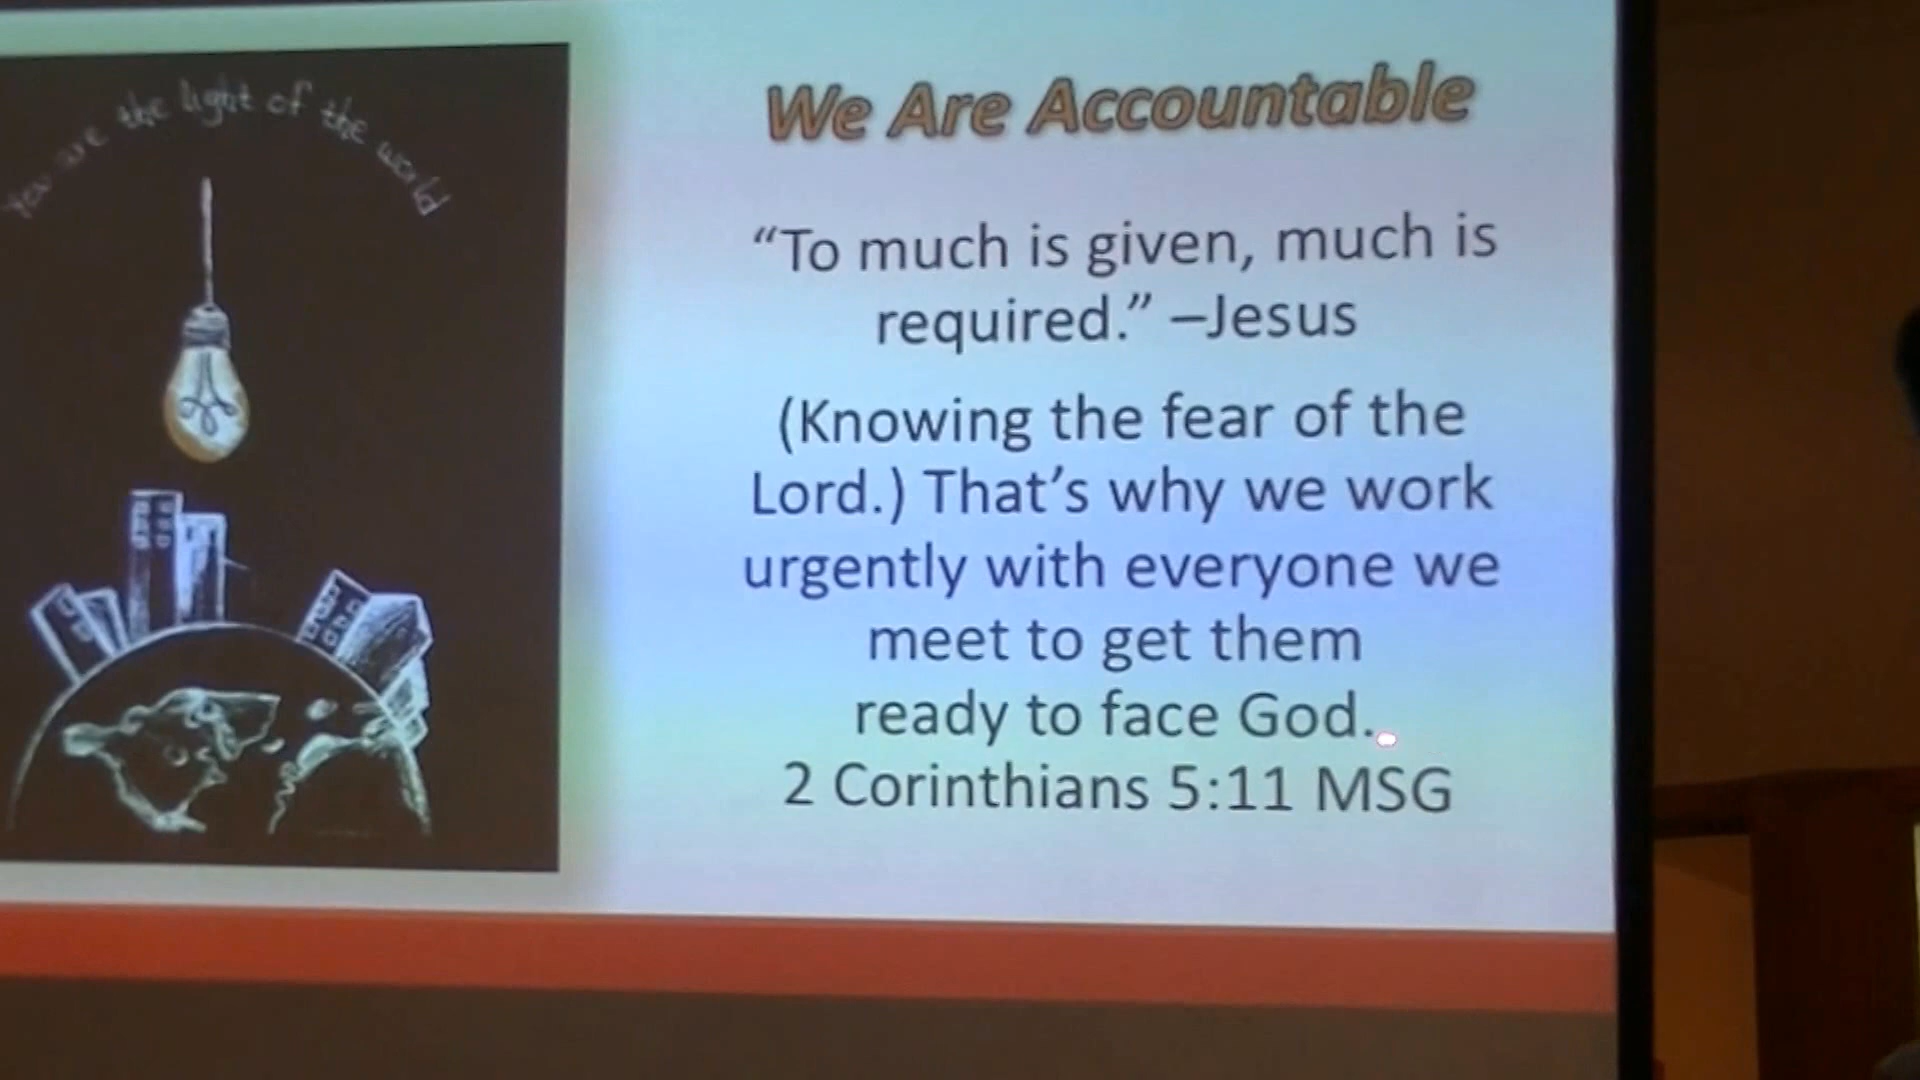 You are the light of the world
We Are Accountable
“To much is given, much is
required.” –Jesus
(Knowing the fear of the
Lord.) That’s why we work
urgently with everyone we
meet to get them
ready to face God.
2 Corinthians 5:11 MSG